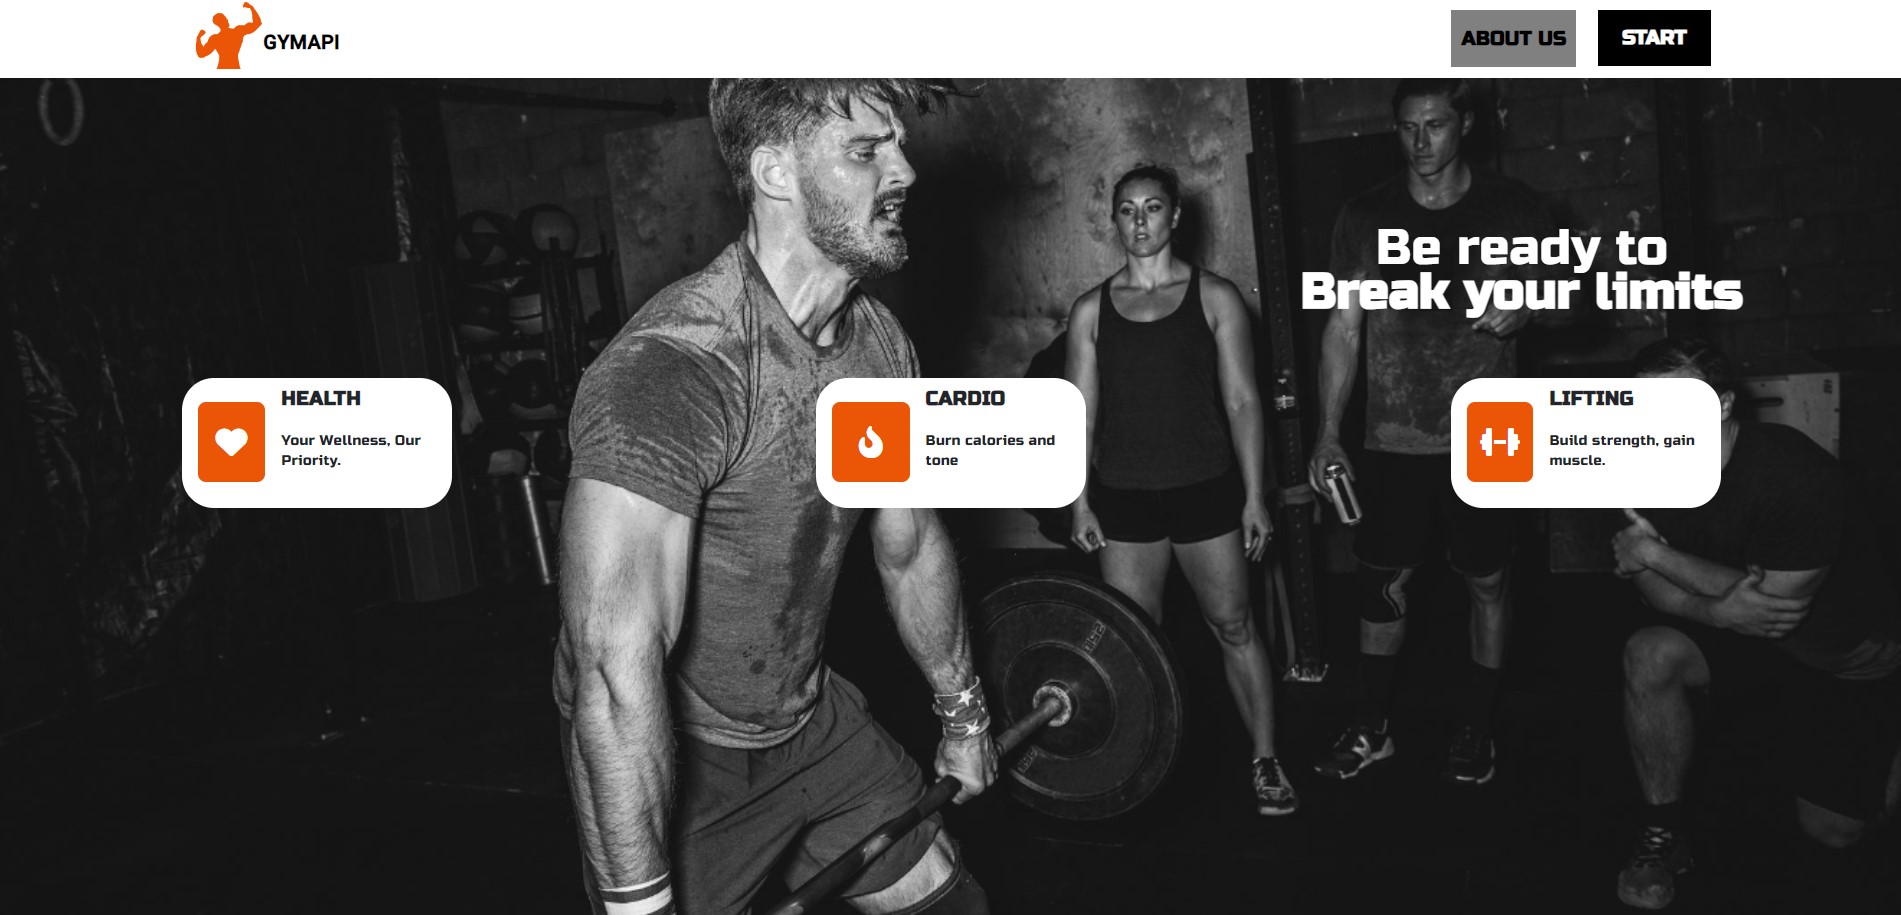 GYMAPI
ABOUT US
START
Be ready to
Break your limits
HEALTH
Your Wellness, Our
Priority.
CARDIO
Burn calories and
tone
LIFTING
Build strength, gain
muscle.